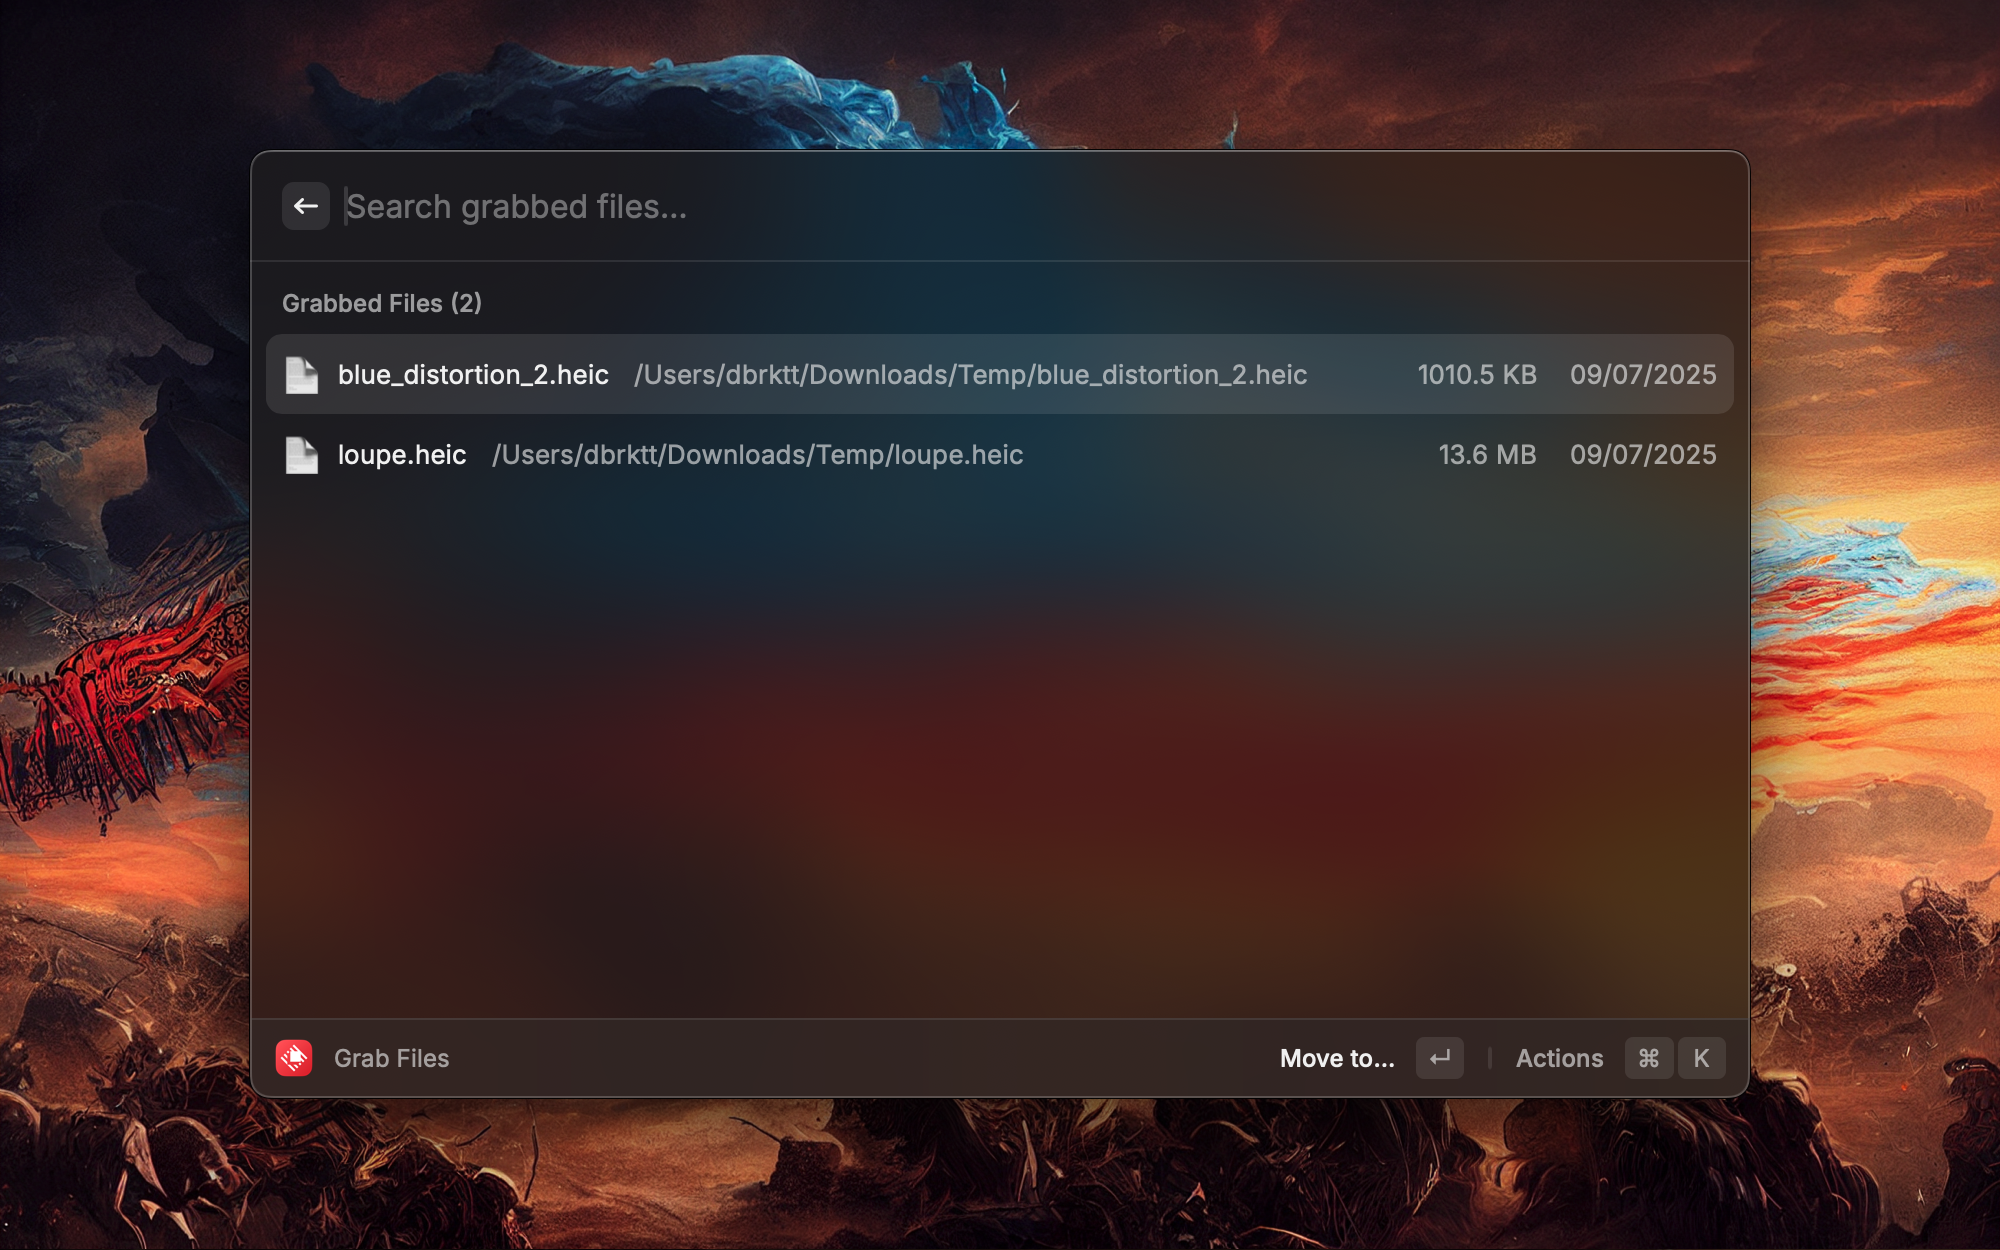 Search grabbed files...
Grabbed Files (2)
blue_distortion_2.heic /Users/dbrktt/Downloads/Temp/blue_distortion_2.heic 1010.5 KB 09/07/2025
loupe.heic /Users/dbrktt/Downloads/Temp/loupe.heic 13.6 MB 09/07/2025
Grab Files Move to... ↵ Actions ⌘ K